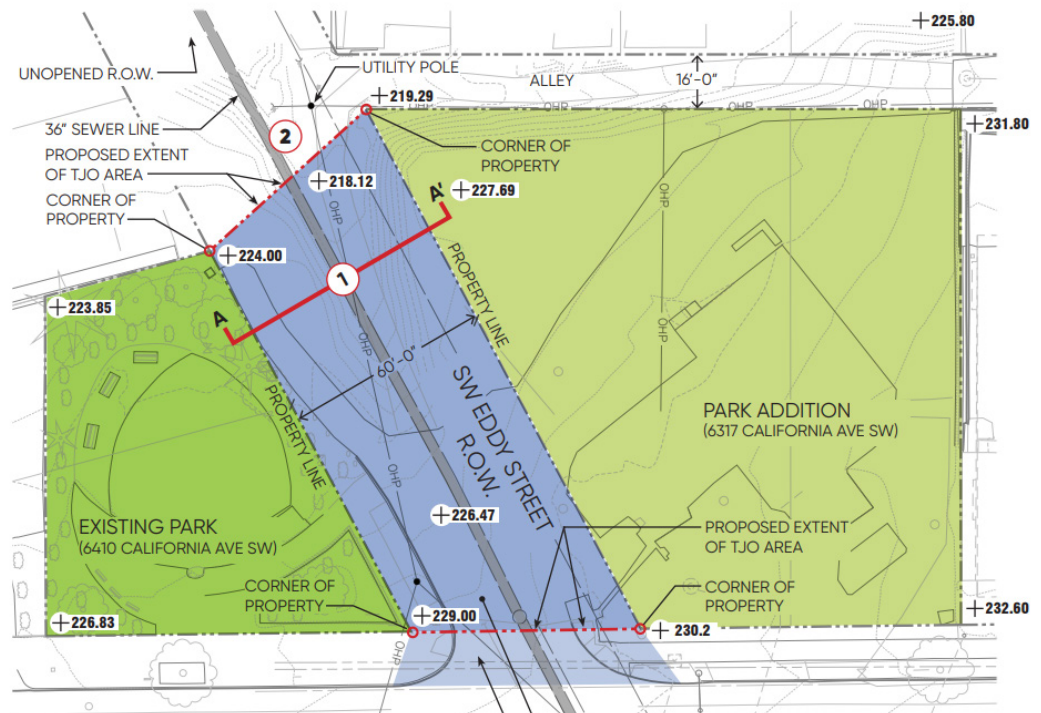 +225.80
UNOPENED R.O.W.
UTILITY POLE
ALLEY
16'-0"
+219.29
OHP
OHP
OHP
OHP
+231.80
36" SEWER LINE
2
CORNER OF
PROPERTY
PROPOSED EXTENT
OF TJO AREA
+218.12
A'
+227.69
OHP
OHP
CORNER OF
PROPERTY
+224.00
1
PROPERTY LINE
+223.85
A
OHP
OHP
60'-0"
PROPERTY LINE
SW EDDY STREET
R.O.W.
PARK ADDITION
(6317 CALIFORNIA AVE SW)
OHP
+226.47
EXISTING PARK
(6410 CALIFORNIA AVE SW)
PROPOSED EXTENT
OF TJO AREA
CORNER OF
PROPERTY
CORNER OF
PROPERTY
+226.83
+229.00
+230.2
+232.60
OHP